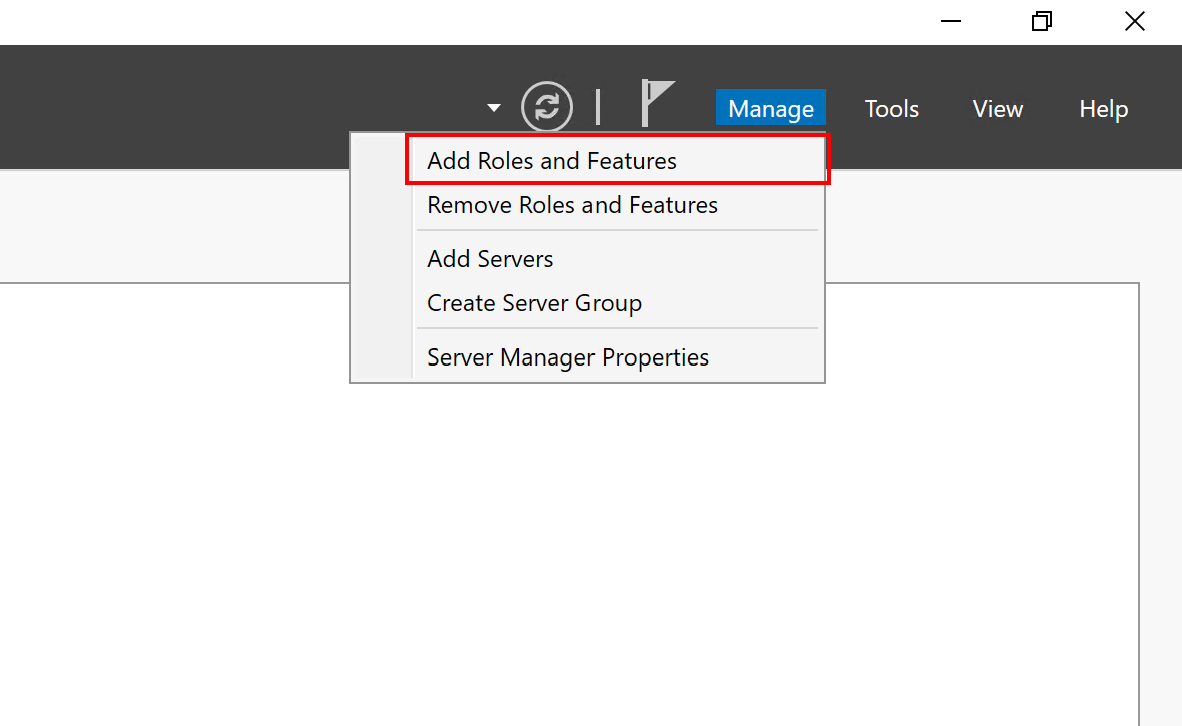 Manage Tools View Help
Add Roles and Features
Remove Roles and Features
Add Servers
Create Server Group
Server Manager Properties